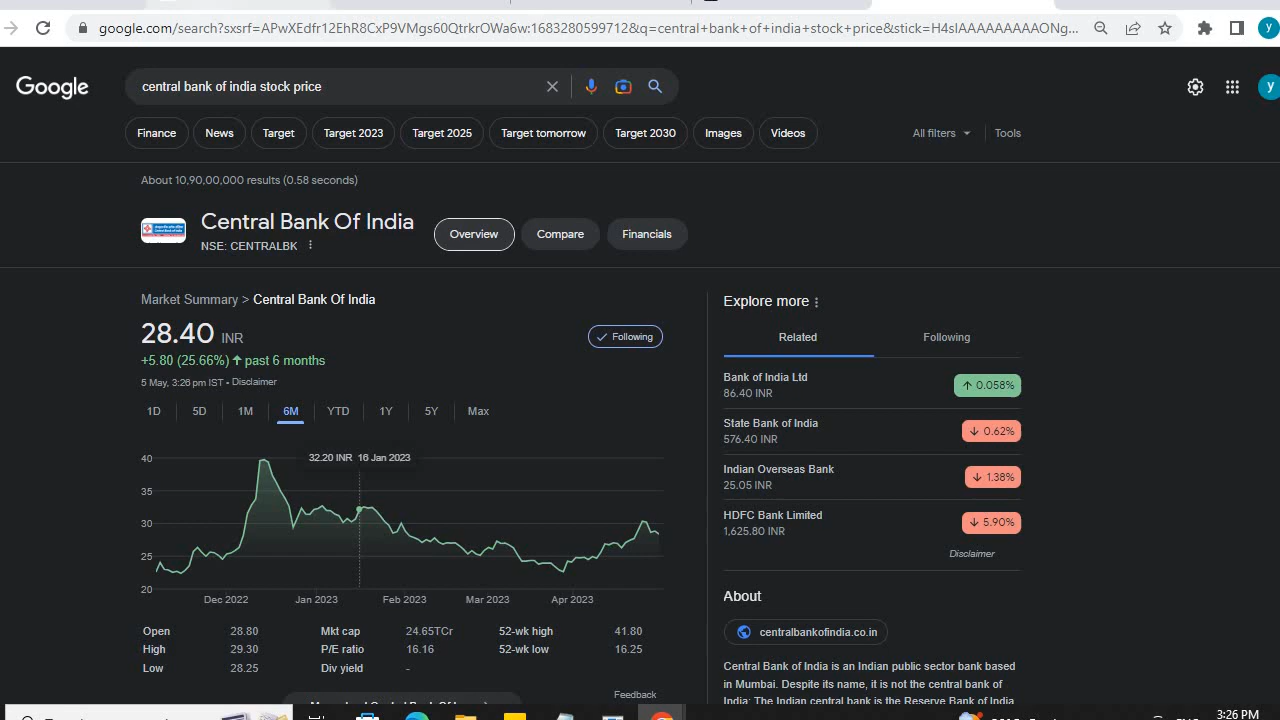 google.com/search?sxsrf=APwXEdfr12EhR8CxP9VMgs60QtrkrOWa6w:1683280599712&q=central+bank+of+india+stock+price&stick=H4sIAAAAAAAAAONg...
y
Google
central bank of india stock price
y
Finance
News
Target
Target 2023
Target 2025
Target tomorrow
Target 2030
Images
Videos
All filters
Tools
About 10,90,00,000 results (0.58 seconds)
Central Bank Of India
NSE: CENTRALBK
Overview
Compare
Financials
Market Summary > Central Bank Of India
28.40 INR
Following
+5.80 (25.66%) past 6 months
5 May, 3:26 pm IST • Disclaimer
1D
5D
1M
6M
YTD
1Y
5Y
Max
32.20 INR 16 Jan 2023
40
35
30
25
20
Dec 2022
Jan 2023
Feb 2023
Mar 2023
Apr 2023
Open 28.80
High 29.30
Low 28.25
Mkt cap 24.65TCr
P/E ratio 16.16
Div yield -
52-wk high 41.80
52-wk low 16.25
Feedback
Explore more
Related
Following
Bank of India Ltd
86.40 INR
0.058%
State Bank of India
576.40 INR
0.62%
Indian Overseas Bank
25.05 INR
1.38%
HDFC Bank Limited
1,625.80 INR
5.90%
Disclaimer
About
centralbankofindia.co.in
Central Bank of India is an Indian public sector bank based
in Mumbai. Despite its name, it is not the central bank of
India; The Indian central bank is the Reserve Bank of India
3:26 PM